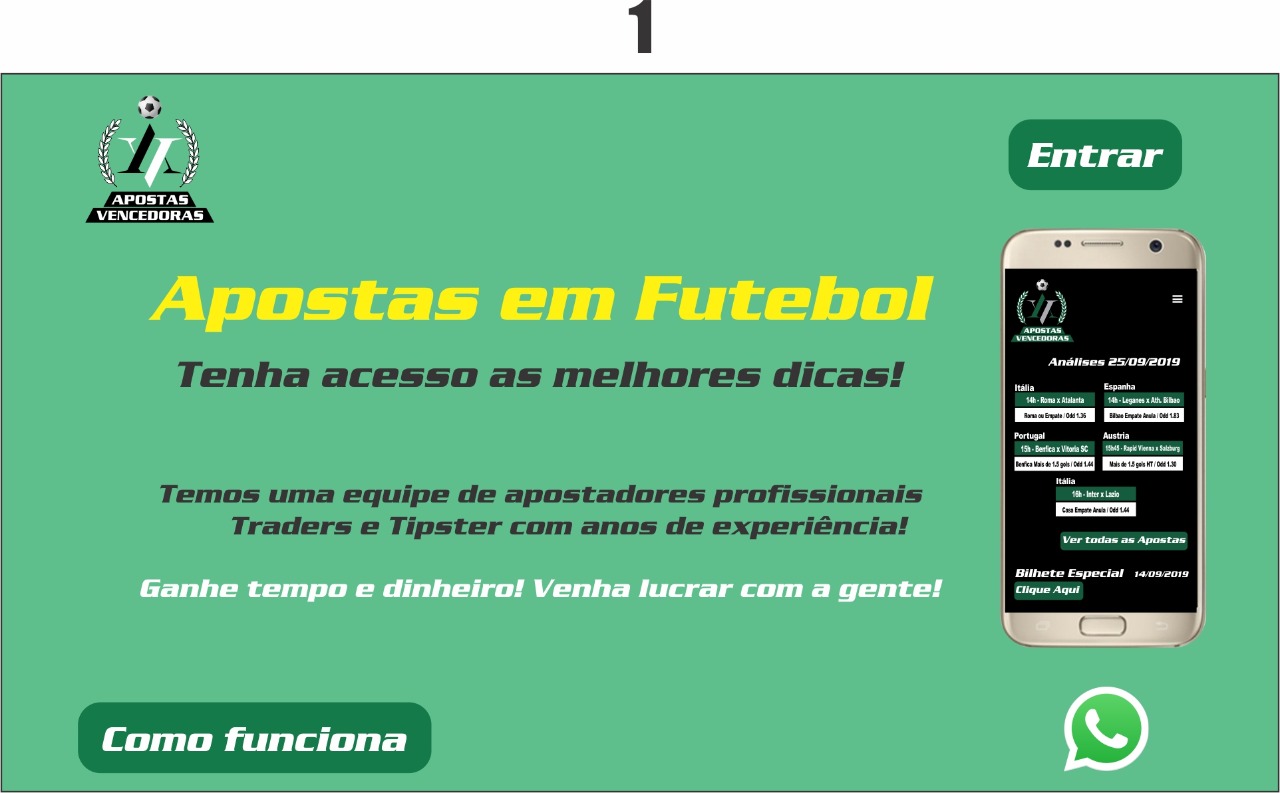 1
APOSTAS
VENCEDORAS
Entrar
Apostas em Futebol
Tenha acesso as melhores dicas!
Temos uma equipe de apostadores profissionais
Traders e Tipster com anos de experiência!
Ganhe tempo e dinheiro! Venha lucrar com a gente!
APOSTAS
VENCEDORAS
Análises 25/09/2019
Itália
14h - Roma x Atalanta
Roma ou Empate / Odd 1.36
Espanha
14h - Leganes x Ath. Bilbao
Bilbao Empate Anula / Odd 1.83
Portugal
15h - Benfica x Vitoria SC
Benfica Mais de 1.5 gols / Odd 1.44
Austria
15h45 - Rapid Vienna x Salzburg
Mais de 1.5 gols HT / Odd 1.30
Itália
16h - Inter x Lazio
Casa Empate Anula / Odd 1.44
Ver todas as Apostas
Bilhete Especial 14/09/2019
Clique Aqui
Como funciona